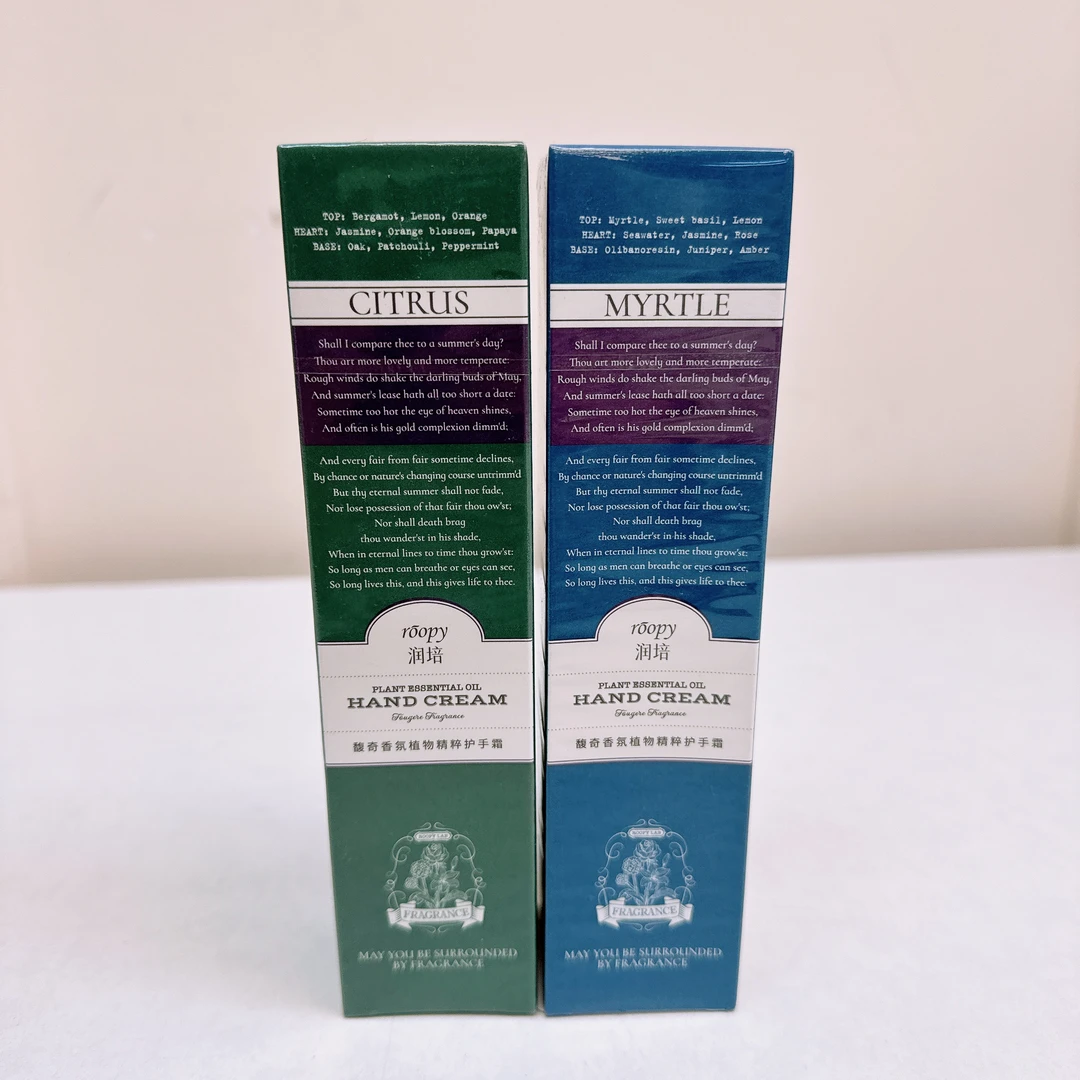 TOP: Bergamot, Lemon, Orange
HEART: Jasmine, Orange blossom, Papaya
BASE: Oak, Patchouli, Peppermint
CITRUS
Shall I compare thee to a summer's day?
Thou art more lovely and more temperate:
Rough winds do shake the darling buds of May,
And summer's lease hath all too short a date:
Sometime too hot the eye of heaven shines,
And often is his gold complexion dimm'd;
And every fair from fair sometime declines,
By chance or nature's changing course untrimm'd
But thy eternal summer shall not fade,
Nor lose possession of that fair thou ow'st;
Nor shall death brag
thou wander'st in his shade,
When in eternal lines to time thou grow'st:
So long as men can breathe or eyes can see,
So long lives this, and this gives life to thee.
rōopy
润培
PLANT ESSENTIAL OIL
HAND CREAM
Fougere Fragrance
馥奇香氛植物精粹护手霜
ROOPY LAB
FRAGRANCE
MAY YOU BE SURROUNDED
BY FRAGRANCE
TOP: Myrtle, Sweet basil, Lemon
HEART: Seawater, Jasmine, Rose
BASE: Olibanoresin, Juniper, Amber
MYRTLE
Shall I compare thee to a summer's day?
Thou art more lovely and more temperate:
Rough winds do shake the darling buds of May,
And summer's lease hath all too short a date:
Sometime too hot the eye of heaven shines,
And often is his gold complexion dimm'd;
And every fair from fair sometime declines,
By chance or nature's changing course untrimm'd
But thy eternal summer shall not fade,
Nor lose possession of that fair thou ow'st;
Nor shall death brag
thou wander'st in his shade,
When in eternal lines to time thou grow'st:
So long as men can breathe or eyes can see,
So long lives this, and this gives life to thee.
rōopy
润培
PLANT ESSENTIAL OIL
HAND CREAM
Fougere Fragrance
馥奇香氛植物精粹护手霜
ROOPY LAB
FRAGRANCE
MAY YOU BE SURROUNDED
BY FRAGRANCE